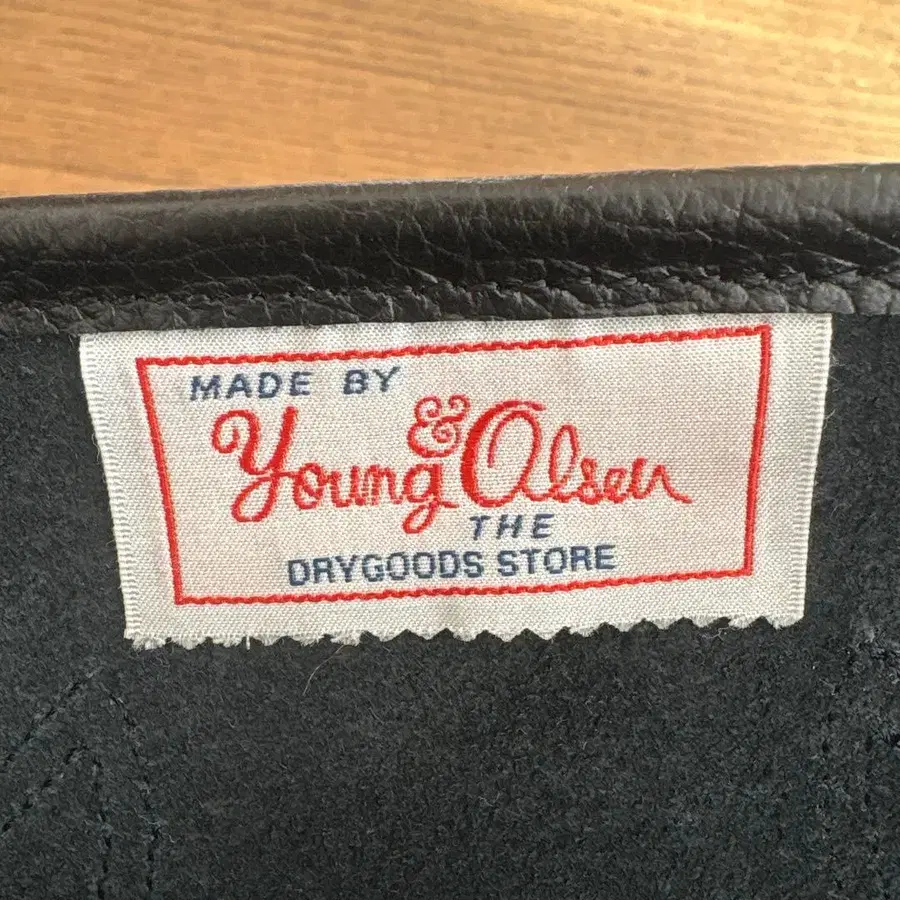 MADE BY
Young & Olsen
THE
DRYGOODS STORE